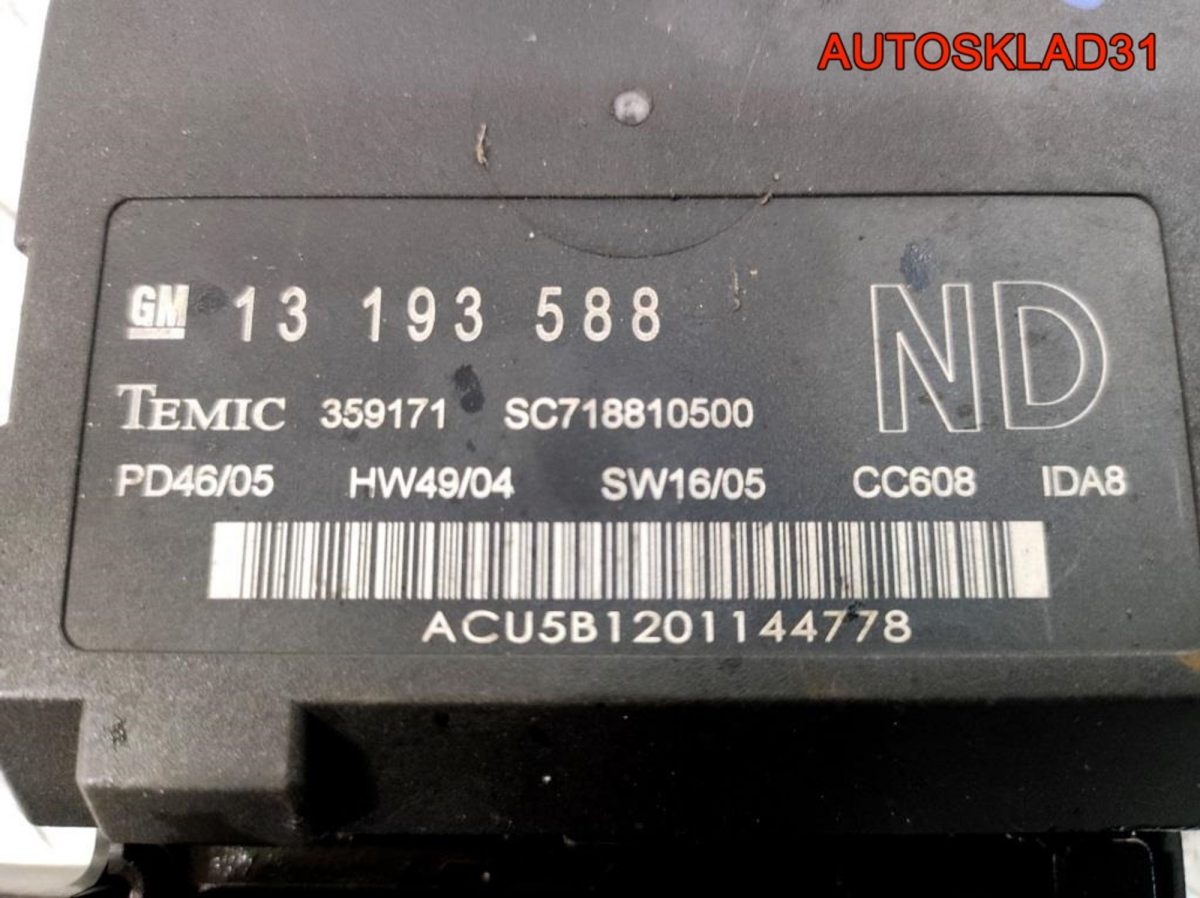 AUTOSKLAD31
GM 13 193 588 ND
TEMIC 359171 SC718810500
PD46/05 HW49/04 SW16/05 CC608 IDA8
ACU5B1201144778